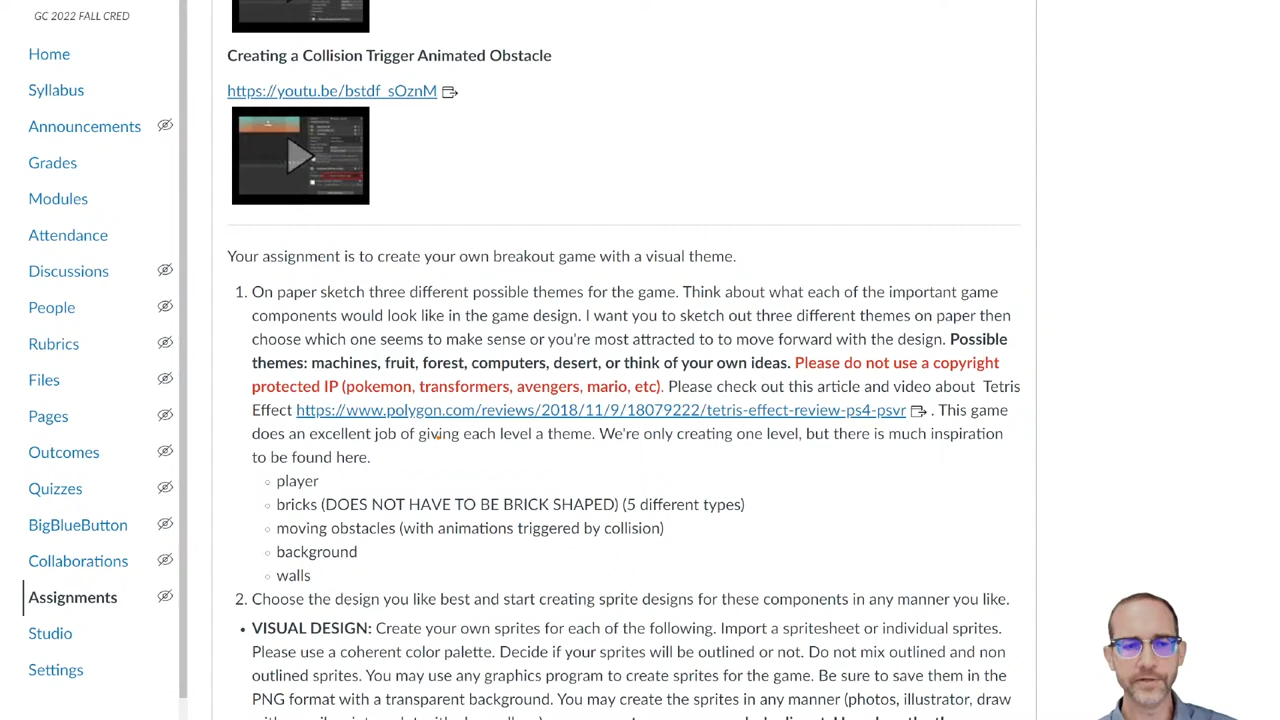 GC 2022 FALL CRED
Home
Syllabus
Announcements
Grades
Modules
Attendance
Discussions
People
Rubrics
Files
Pages
Outcomes
Quizzes
BigBlueButton
Collaborations
Assignments
Studio
Settings
Creating a Collision Trigger Animated Obstacle
https://youtu.be/bstdf_sOznM
Your assignment is to create your own breakout game with a visual theme.
1. On paper sketch three different possible themes for the game. Think about what each of the important game
components would look like in the game design. I want you to sketch out three different themes on paper then
choose which one seems to make sense or you're most attracted to to move forward with the design. Possible
themes: machines, fruit, forest, computers, desert, or think of your own ideas. Please do not use a copyright
protected IP (pokemon, transformers, avengers, mario, etc). Please check out this article and video about Tetris
Effect https://www.polygon.com/reviews/2018/11/9/18079222/tetris-effect-review-ps4-psvr . This game
does an excellent job of giving each level a theme. We're only creating one level, but there is much inspiration
to be found here.
◦ player
◦ bricks (DOES NOT HAVE TO BE BRICK SHAPED) (5 different types)
◦ moving obstacles (with animations triggered by collision)
◦ background
◦ walls
2. Choose the design you like best and start creating sprite designs for these components in any manner you like.
• VISUAL DESIGN: Create your own sprites for each of the following. Import a spritesheet or individual sprites.
Please use a coherent color palette. Decide if your sprites will be outlined or not. Do not mix outlined and non
outlined sprites. You may use any graphics program to create sprites for the game. Be sure to save them in the
PNG format with a transparent background. You may create the sprites in any manner (photos, illustrator, draw